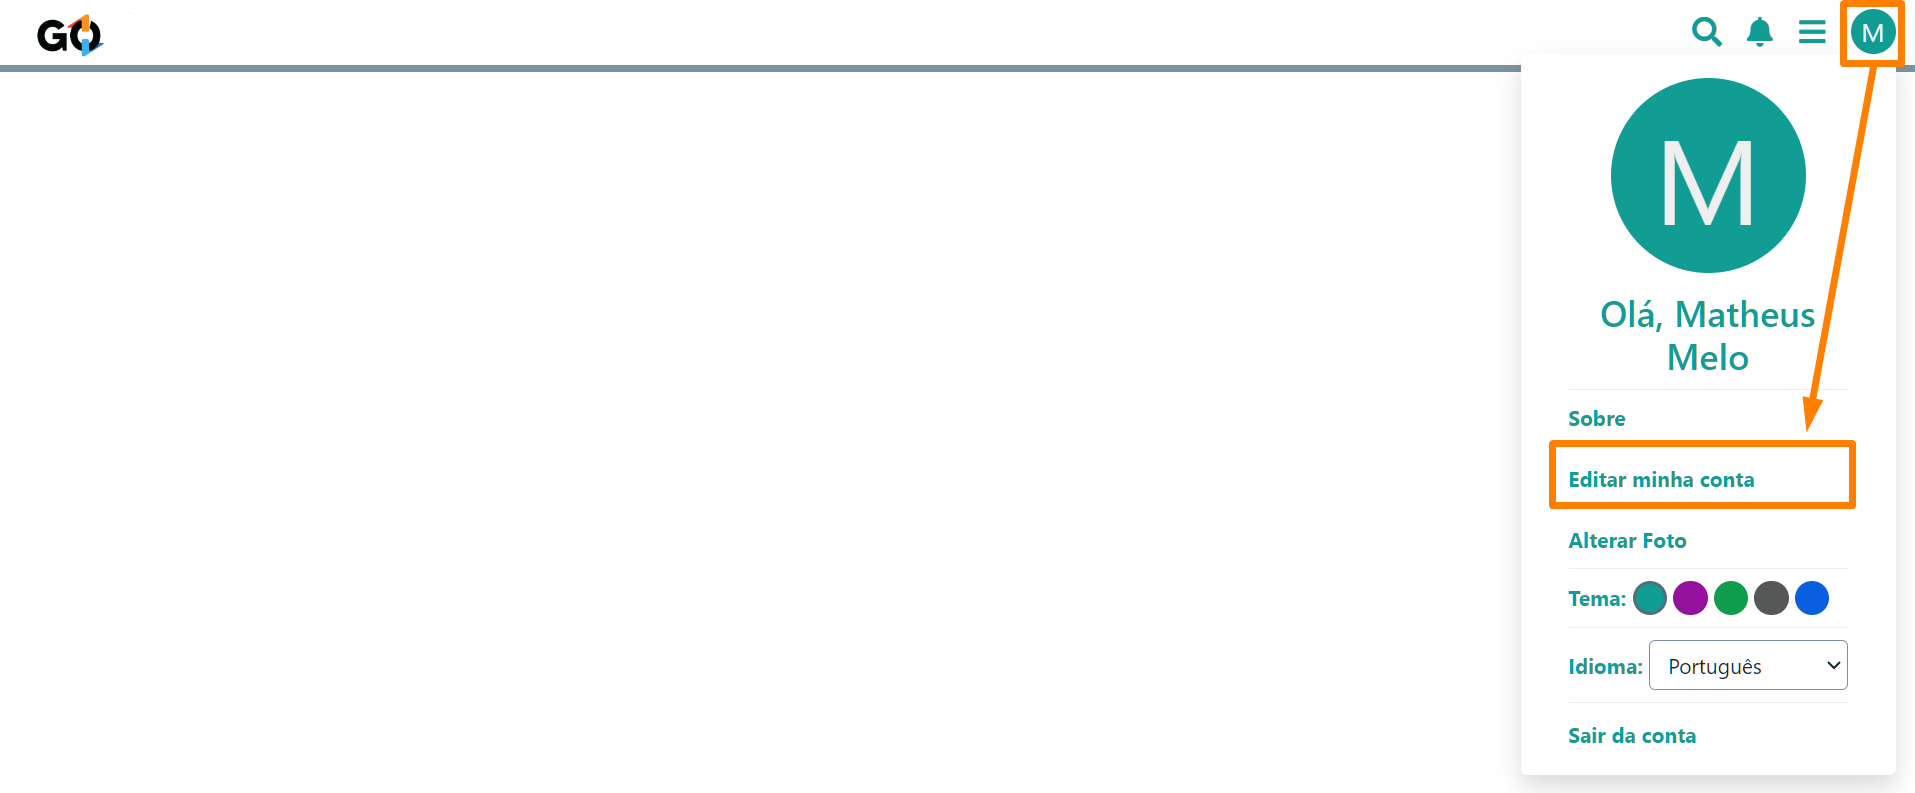 GO
M
M
Olá, Matheus
Melo
Sobre
Editar minha conta
Alterar Foto
Tema:
Idioma: Português
Sair da conta